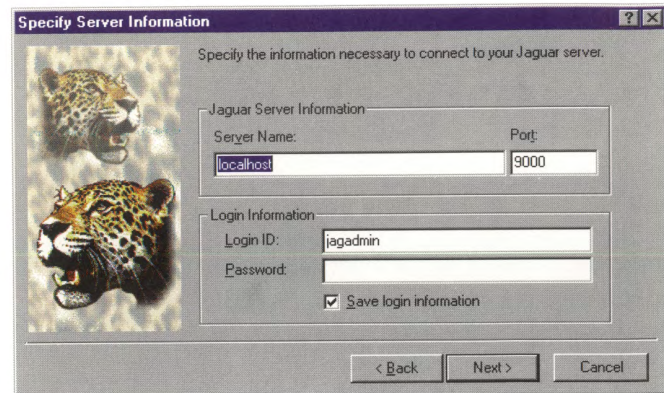 Specify Server Information
Specify the information necessary to connect to your Jaguar server.
Jaguar Server Information
Server Name:
Port:
localhost
9000
Login Information
Login ID:
jagadmin
Password:
Save login information
< Back
Next >
Cancel